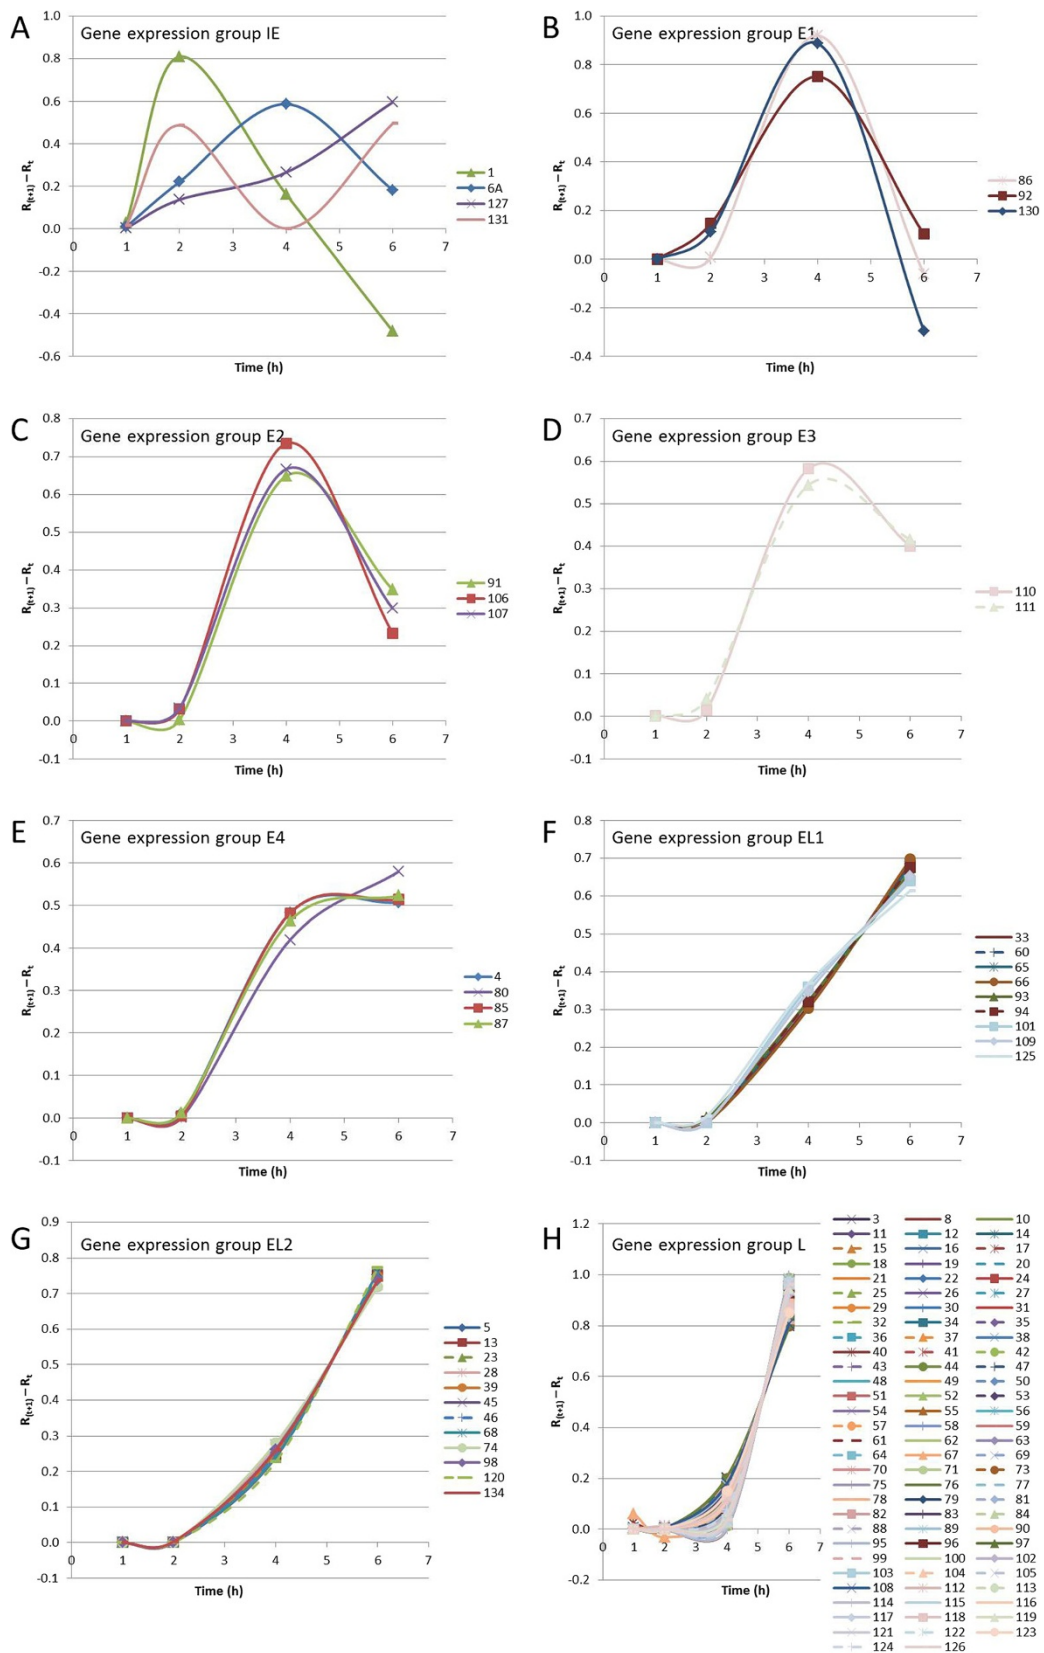 A
Gene expression group IE
1.0
0.8
0.6
0.4
0.2
0.0
-0.2
-0.4
-0.6
R(t+1) – Rt
0 1 2 3 4 5 6 7
Time (h)
1
6A
127
131
B
Gene expression group E1
1.0
0.8
0.6
0.4
0.2
0.0
-0.2
-0.4
R(t+1) – Rt
0 1 2 3 4 5 6 7
Time (h)
86
92
130
C
Gene expression group E2
0.8
0.7
0.6
0.5
0.4
0.3
0.2
0.1
0.0
-0.1
R(t+1) – Rt
0 1 2 3 4 5 6 7
Time (h)
91
106
107
D
Gene expression group E3
0.7
0.6
0.5
0.4
0.3
0.2
0.1
0.0
-0.1
R(t+1) – Rt
0 1 2 3 4 5 6 7
Time (h)
110
111
E
Gene expression group E4
0.7
0.6
0.5
0.4
0.3
0.2
0.1
0.0
-0.1
R(t+1) – Rt
0 1 2 3 4 5 6 7
Time (h)
4
80
85
87
F
Gene expression group EL1
0.8
0.7
0.6
0.5
0.4
0.3
0.2
0.1
0.0
-0.1
R(t+1) – Rt
0 1 2 3 4 5 6 7
Time (h)
33
60
65
66
93
94
101
109
125
G
Gene expression group EL2
0.9
0.8
0.7
0.6
0.5
0.4
0.3
0.2
0.1
0.0
-0.1
R(t+1) – Rt
0 1 2 3 4 5 6 7
Time (h)
5
13
23
28
39
45
46
68
74
98
120
134
H
Gene expression group L
1.2
1.0
0.8
0.6
0.4
0.2
0.0
-0.2
R(t+1) – Rt
0 1 2 3 4 5 6 7
Time (h)
3 8 10
11 12 14
15 16 17
18 19 20
21 22 24
25 26 27
29 30 31
32 34 35
36 37 38
40 41 42
43 44 47
48 49 50
51 52 53
54 55 56
57 58 59
61 62 63
64 67 69
70 71 73
75 76 77
78 79 81
82 83 84
88 89 90
95 96 97
99 100 102
103 104 105
108 112 113
114 115 116
117 118 119
121 122 123
124 126